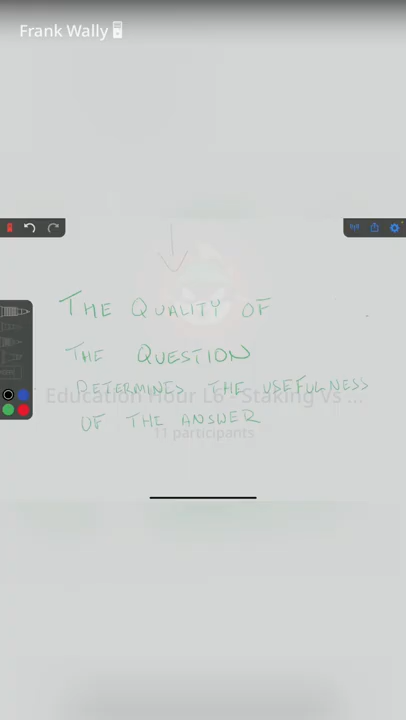 Frank Wally
THE QUALITY OF
THE QUESTION
DETERMINES THE USEFULNESS
Education Hour L6 - Staking Vs ...
OF THE ANSWER
11 participants